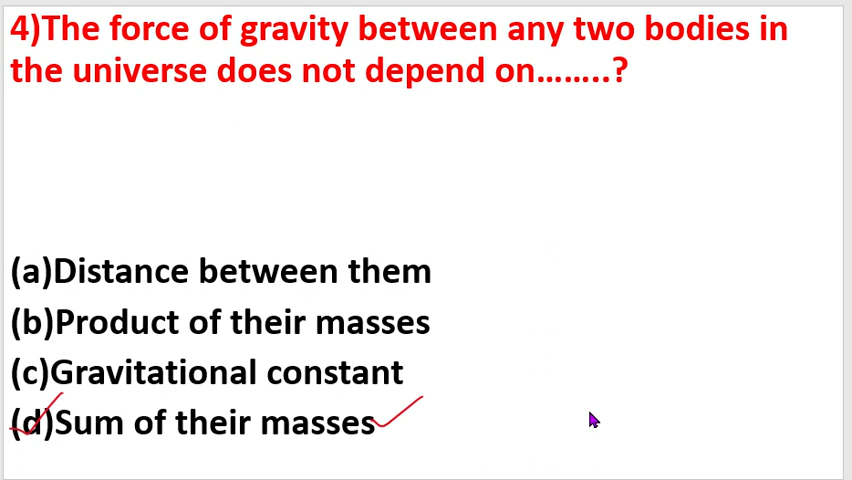 4)The force of gravity between any two bodies in
the universe does not depend on……..?
(a)Distance between them
(b)Product of their masses
(c)Gravitational constant
(d)Sum of their masses